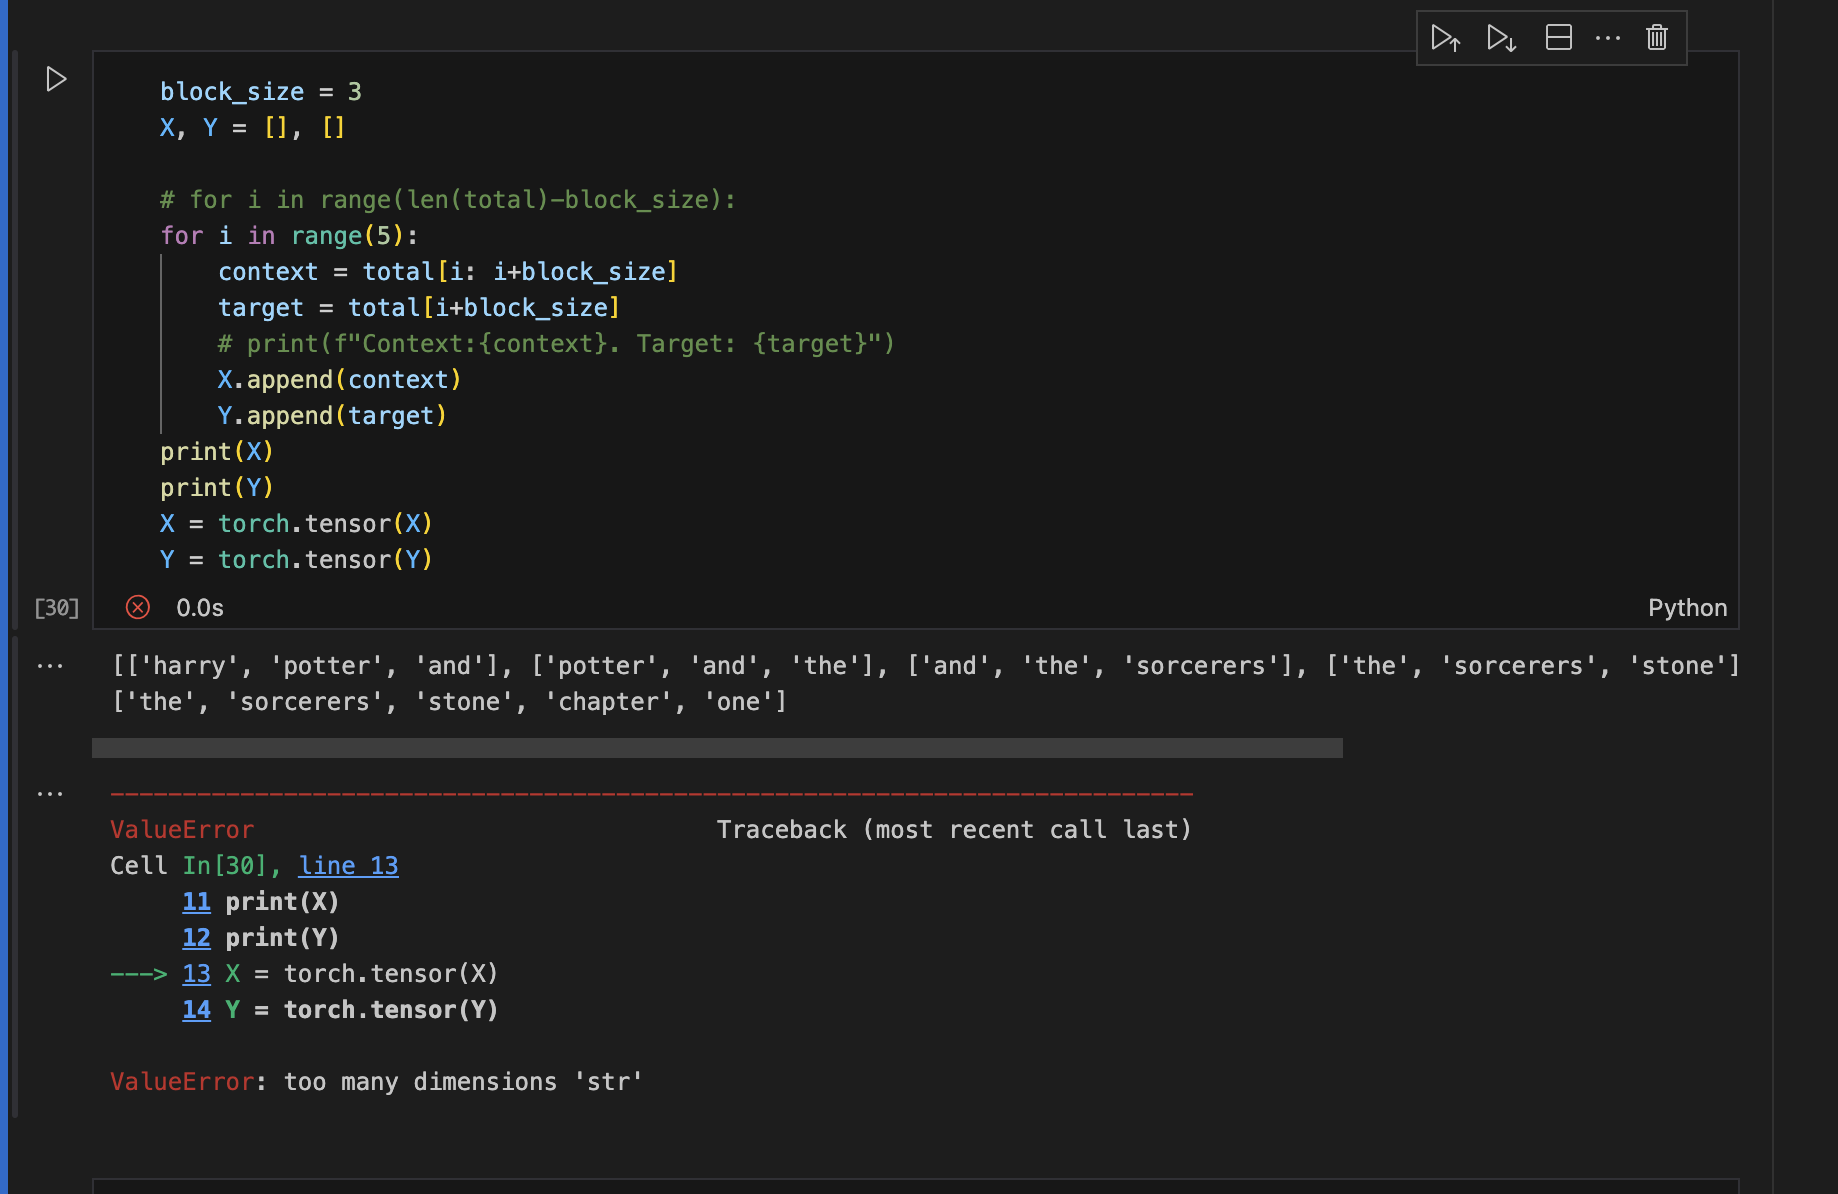 block_size = 3
X, Y = [], []
# for i in range(len(total)-block_size):
for i in range(5):
    context = total[i: i+block_size]
    target = total[i+block_size]
    # print(f"Context:{context}. Target: {target}")
    X.append(context)
    Y.append(target)
print(X)
print(Y)
X = torch.tensor(X)
Y = torch.tensor(Y)
[30] 0.0s Python
[['harry', 'potter', 'and'], ['potter', 'and', 'the'], ['and', 'the', 'sorcerers'], ['the', 'sorcerers', 'stone']
['the', 'sorcerers', 'stone', 'chapter', 'one']
---------------------------------------------------------------------------
ValueError                                Traceback (most recent call last)
Cell In[30], line 13
     11 print(X)
     12 print(Y)
---> 13 X = torch.tensor(X)
     14 Y = torch.tensor(Y)
ValueError: too many dimensions 'str'